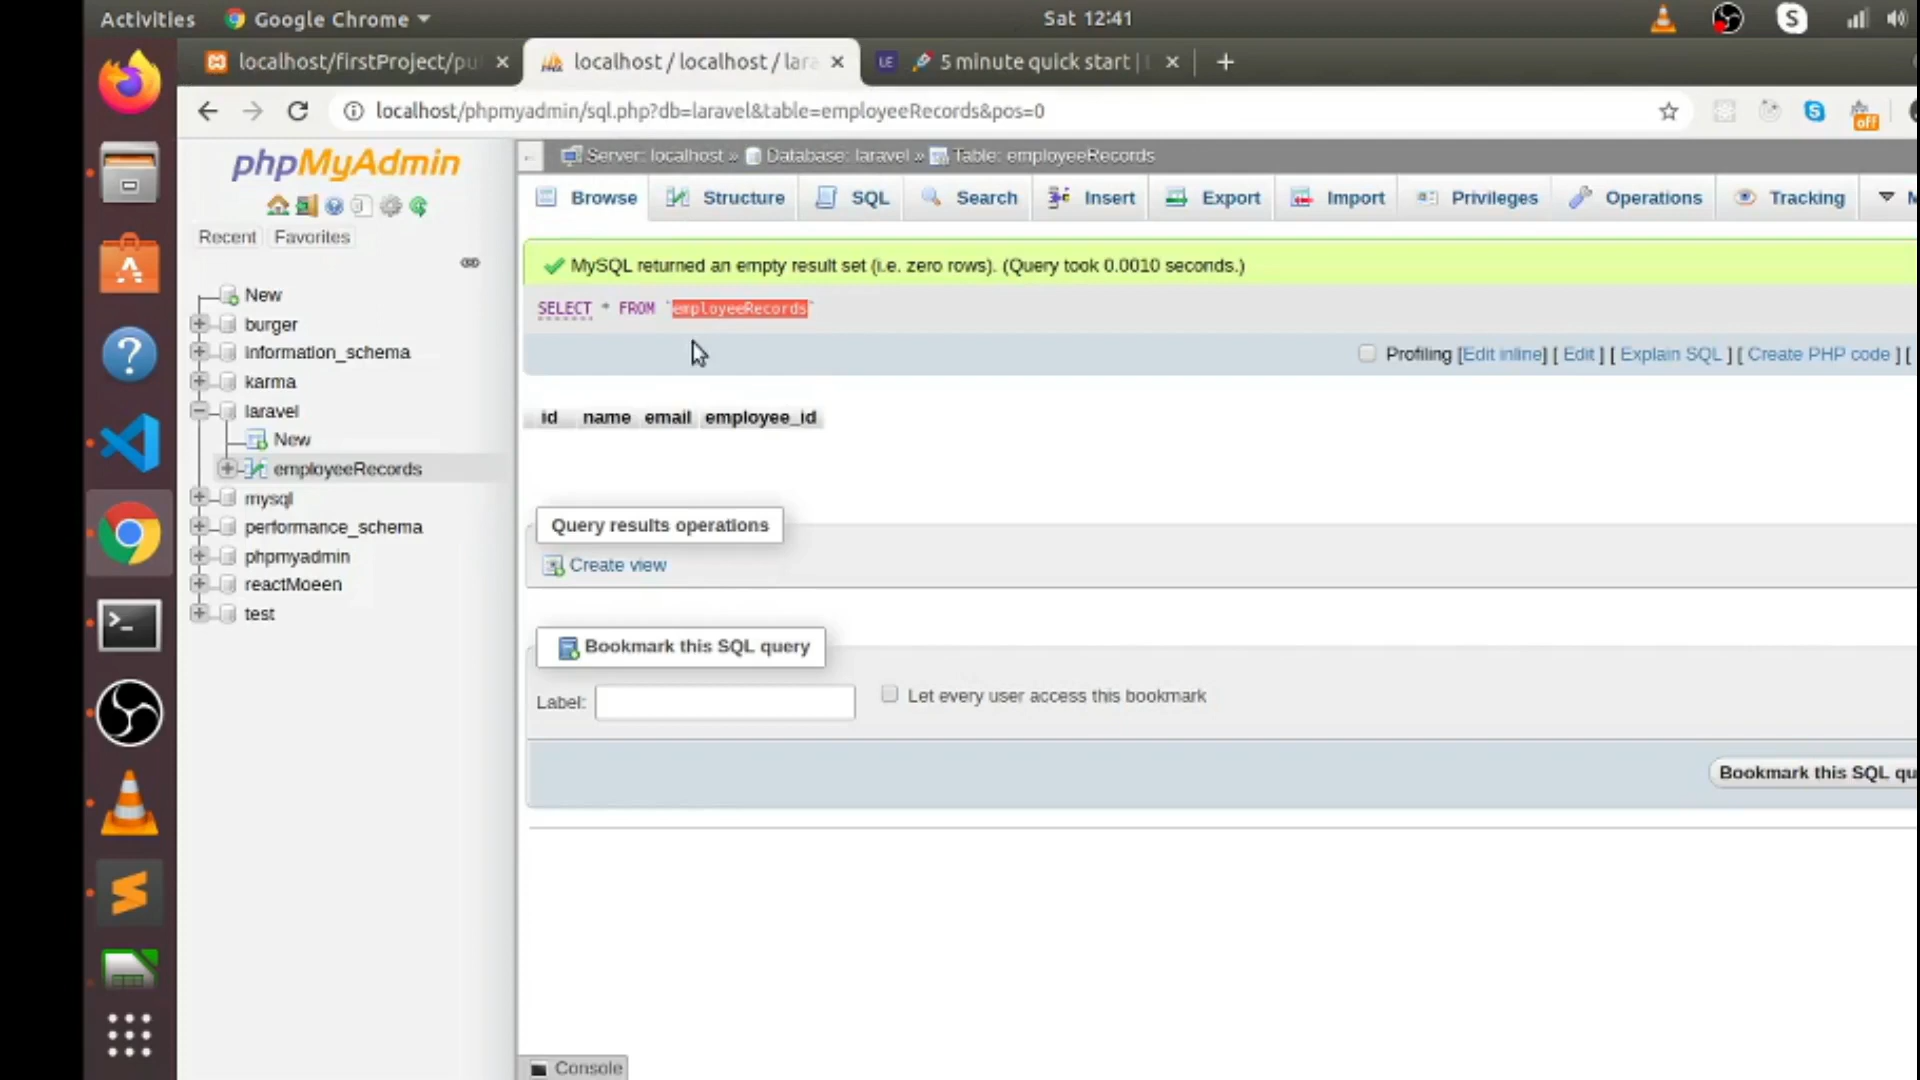 Activities Google Chrome Sat 12:41
localhost/firstProject/pu localhost / localhost / lara LE 5 minute quick start |
localhost/phpmyadmin/sql.php?db=laravel&table=employeeRecords&pos=0
off
phpMyAdmin
Recent Favorites
New
burger
information_schema
karma
laravel
New
employeeRecords
mysql
performance_schema
phpmyadmin
reactMoeen
test
Server: localhost » Database: laravel » Table: employeeRecords
Browse Structure SQL Search Insert Export Import Privileges Operations Tracking
MySQL returned an empty result set (i.e. zero rows). (Query took 0.0010 seconds.)
SELECT * FROM `employeeRecords`
Profiling [Edit inline] [ Edit ] [ Explain SQL ] [ Create PHP code ] [
id name email employee_id
Query results operations
Create view
Bookmark this SQL query
Label: Let every user access this bookmark
Bookmark this SQL qu
Console